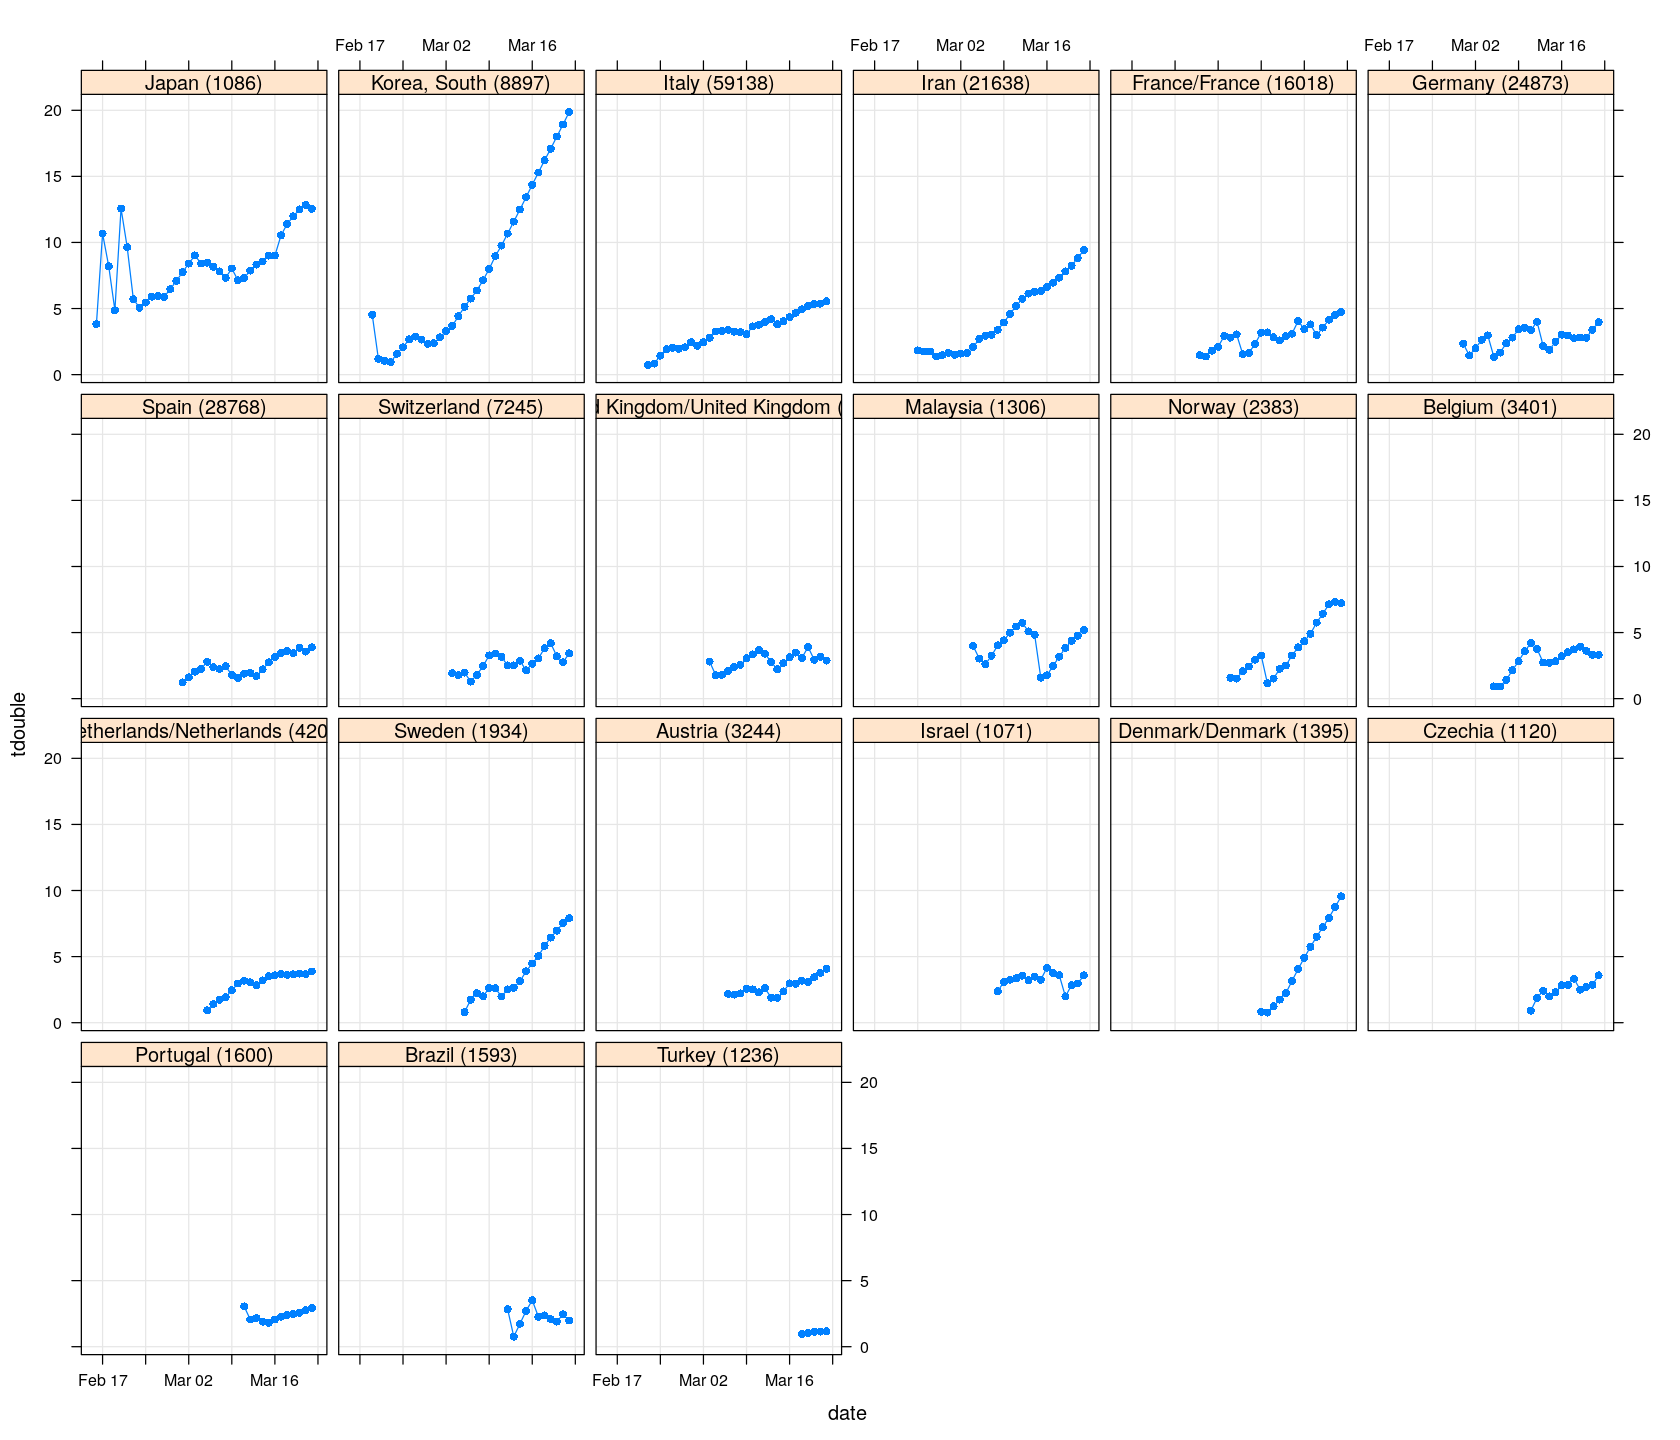 Feb 17 Mar 02 Mar 16 Feb 17 Mar 02 Mar 16 Feb 17 Mar 02 Mar 16
Japan (1086) Korea, South (8897) Italy (59138) Iran (21638) France/France (16018) Germany (24873)
20
15
10
5
0
Spain (28768) Switzerland (7245) d Kingdom/United Kingdom ( Malaysia (1306) Norway (2383) Belgium (3401)
20
15
10
5
0
tdouble
etherlands/Netherlands (420 Sweden (1934) Austria (3244) Israel (1071) Denmark/Denmark (1395) Czechia (1120)
20
15
10
5
0
Portugal (1600) Brazil (1593) Turkey (1236)
20
15
10
5
0
Feb 17 Mar 02 Mar 16 Feb 17 Mar 02 Mar 16
date